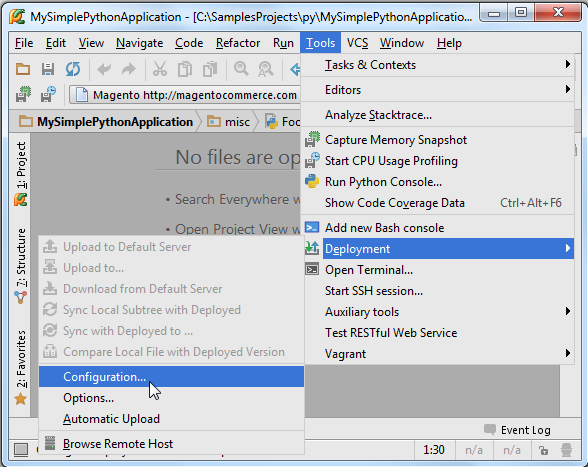 MySimplePythonApplication - [C:\SamplesProjects\py\MySimplePythonApplicatio...
File Edit View Navigate Code Refactor Run Tools VCS Window Help
Magento http://magentocommerce.com
MySimplePythonApplication misc Foo
1: Project
7: Structure
2: Favorites
No files are op
• Search Everywhere w
• Open Project View w
Tasks & Contexts
Editors
Analyze Stacktrace...
Capture Memory Snapshot
Start CPU Usage Profiling
Run Python Console...
Show Code Coverage Data Ctrl+Alt+F6
Add new Bash console
Deployment
Open Terminal...
Start SSH session...
Auxiliary tools
Test RESTful Web Service
Vagrant
Upload to Default Server
Upload to...
Download from Default Server
Sync Local Subtree with Deployed
Sync with Deployed to ...
Compare Local File with Deployed Version
Configuration...
Options...
Automatic Upload
Browse Remote Host
Event Log
1:30 n/a n/a